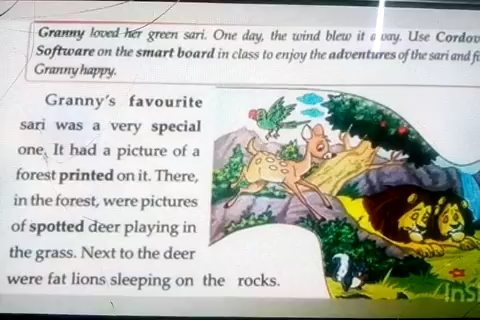 Granny loved her green sari. One day, the wind blew it away. Use
Software on the smart board in class to enjoy the adventures of the sari and
Granny happy.
Granny's favourite
sari was a very special
one. It had a picture of a
forest printed on it. There,
in the forest, were pictures
of spotted deer playing in
the grass. Next to the deer
were fat lions sleeping on the rocks.